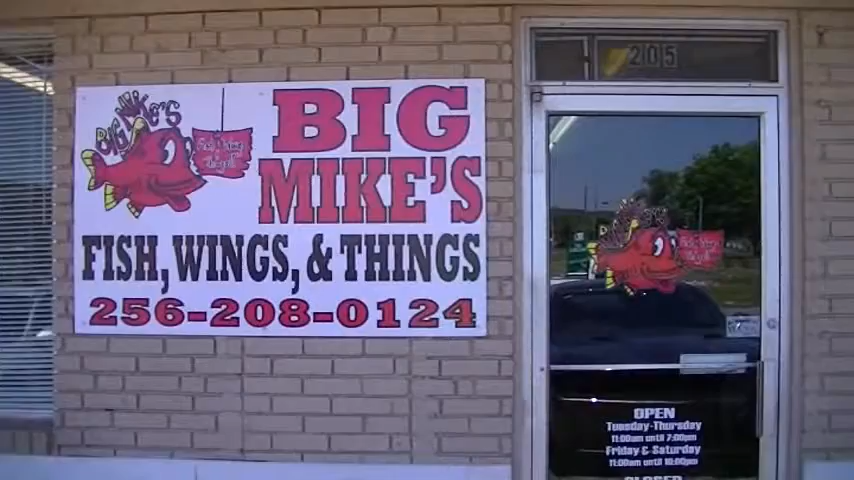 205
BIG MIKE'S
BIG
MIKE'S
FISH, WINGS, & THINGS
256-208-0124
OPEN
Tuesday-Thursday
11:00am until 7:00pm
Friday & Saturday
11:00am until 10:00pm
CLOSED